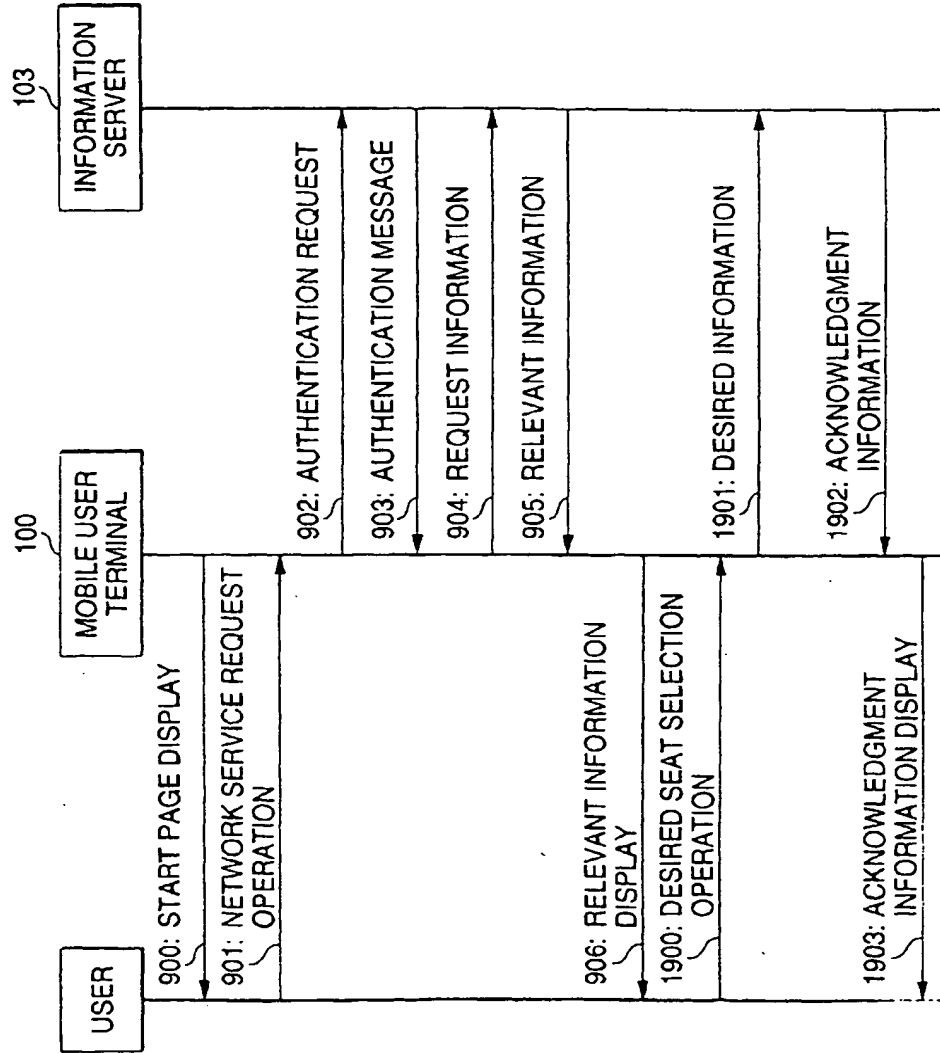 USER
100
MOBILE USER
TERMINAL
103
INFORMATION
SERVER
900: START PAGE DISPLAY
901: NETWORK SERVICE REQUEST
OPERATION
902: AUTHENTICATION REQUEST
903: AUTHENTICATION MESSAGE
904: REQUEST INFORMATION
905: RELEVANT INFORMATION
906: RELEVANT INFORMATION
DISPLAY
1900: DESIRED SEAT SELECTION
OPERATION
1901: DESIRED INFORMATION
1902: ACKNOWLEDGMENT
INFORMATION
1903: ACKNOWLEDGMENT
INFORMATION DISPLAY